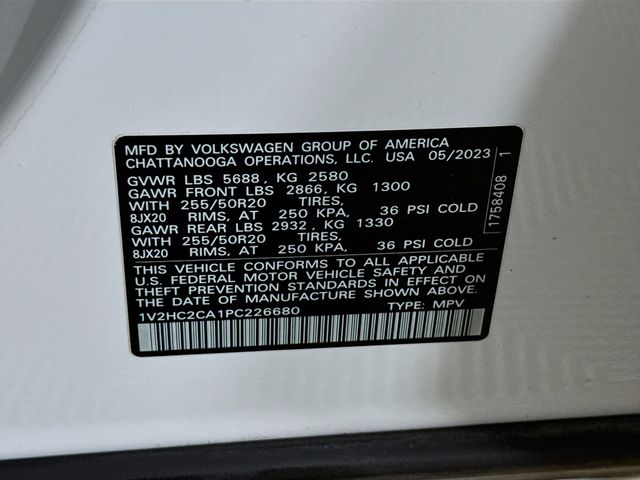 MFD BY VOLKSWAGEN GROUP OF AMERICA
CHATTANOOGA OPERATIONS, LLC. USA 05/2023
GVWR LBS 5688, KG 2580
GAWR FRONT LBS 2866, KG 1300
WITH 255/50R20 TIRES,
8JX20 RIMS, AT 250 KPA, 36 PSI COLD
GAWR REAR LBS 2932, KG 1330
WITH 255/50R20 TIRES,
8JX20 RIMS, AT 250 KPA, 36 PSI COLD
THIS VEHICLE CONFORMS TO ALL APPLICABLE
U.S. FEDERAL MOTOR VEHICLE SAFETY AND
THEFT PREVENTION STANDARDS IN EFFECT ON
THE DATE OF MANUFACTURE SHOWN ABOVE.
1V2HC2CA1PC226680 TYPE: MPV
1758408 1